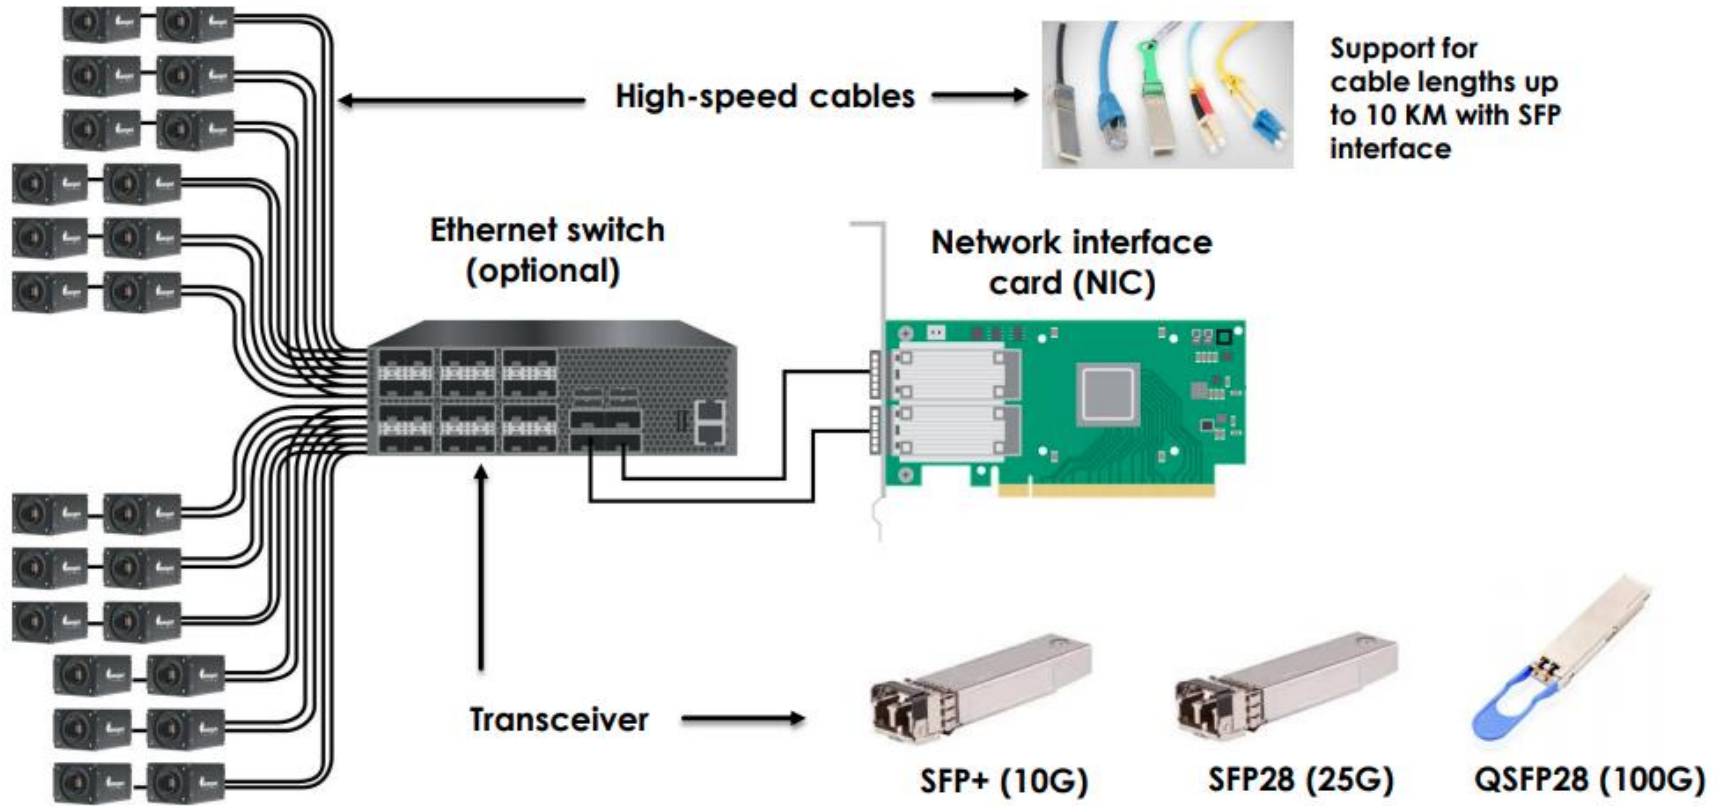 High-speed cables
Support for
cable lengths up
to 10 KM with SFP
interface
Ethernet switch
(optional)
Network interface
card (NIC)
Transceiver
SFP+ (10G)
SFP28 (25G)
QSFP28 (100G)